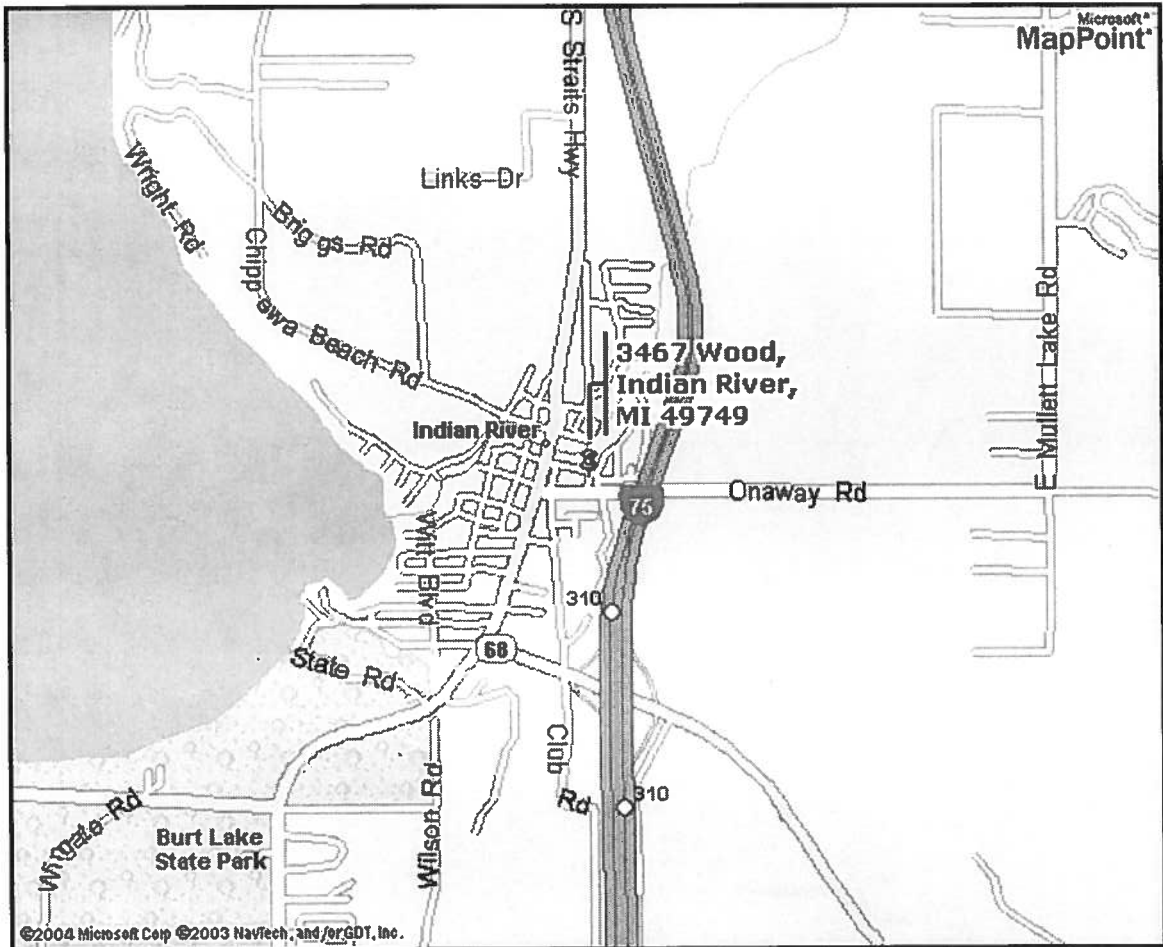 Microsoft®
MapPoint®
S Straits Hwy
Links Dr
Wright Rd
Briggs Rd
Chippewa Beach Rd
3467 Wood,
Indian River,
MI 49749
Indian River
E Mullett Lake Rd
Onaway Rd
75
Witt Blvd
310
68
State Rd
Club Rd
310
Wingate Rd
Burt Lake
State Park
Wilson Rd
©2004 Microsoft Corp ©2003 NavTech, and/or GDT, Inc.